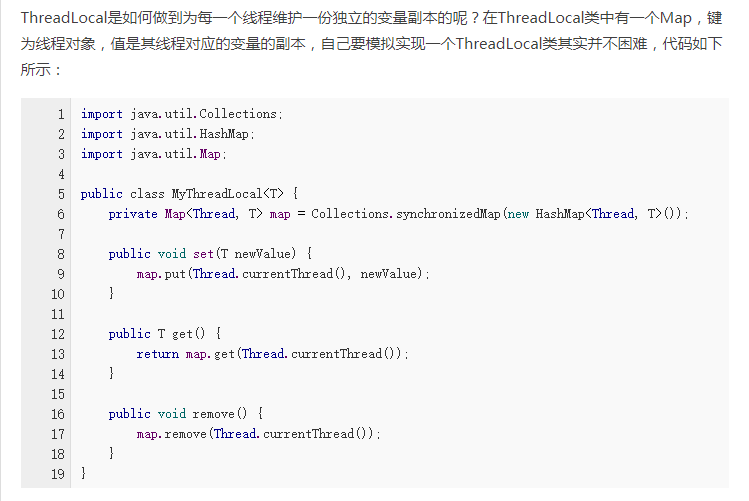 ThreadLocal是如何做到为每一个线程维护一份独立的变量副本的呢？在ThreadLocal类中有一个Map，键
为线程对象，值是其线程对应的变量的副本，自己要模拟实现一个ThreadLocal类其实并不困难，代码如下
所示：
1 import java.util.Collections;
2 import java.util.HashMap;
3 import java.util.Map;
4
5 public class MyThreadLocal<T> {
6     private Map<Thread, T> map = Collections.synchronizedMap(new HashMap<Thread, T>());
7
8     public void set(T newValue) {
9         map.put(Thread.currentThread(), newValue);
10     }
11
12     public T get() {
13         return map.get(Thread.currentThread());
14     }
15
16     public void remove() {
17         map.remove(Thread.currentThread());
18     }
19 }